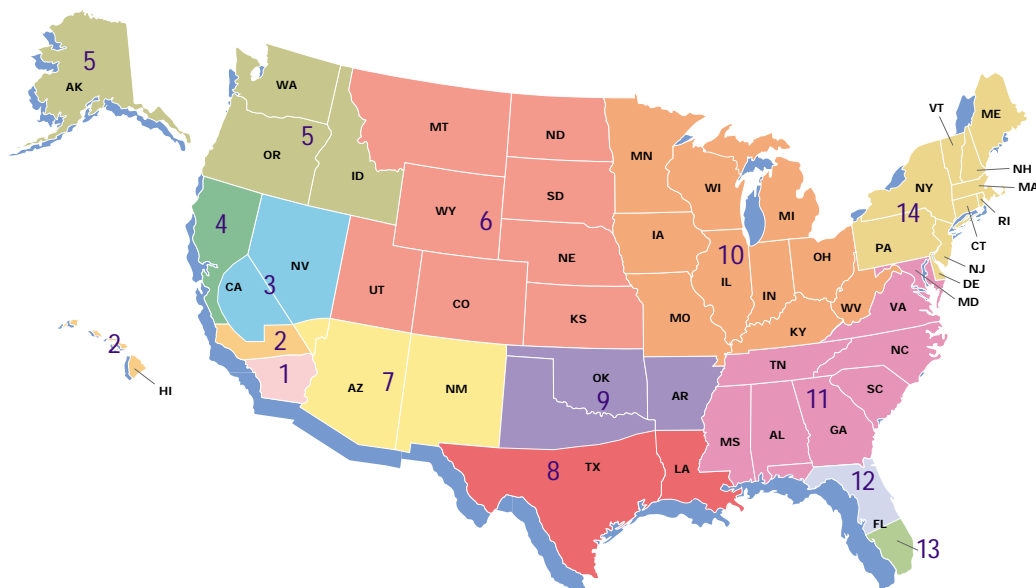 5
AK
WA
5
OR
ID
MT
ND
MN
SD
WY
6
WI
MI
VT
ME
NH
MA
NY
14
RI
CT
PA
NJ
DE
MD
4
NV
3
CA
IA
NE
10
OH
IL
IN
UT
CO
KS
MO
WV
VA
KY
2
HI
2
1
AZ
7
NM
OK
9
AR
TN
NC
SC
11
MS
AL
GA
8
TX
LA
12
FL
13